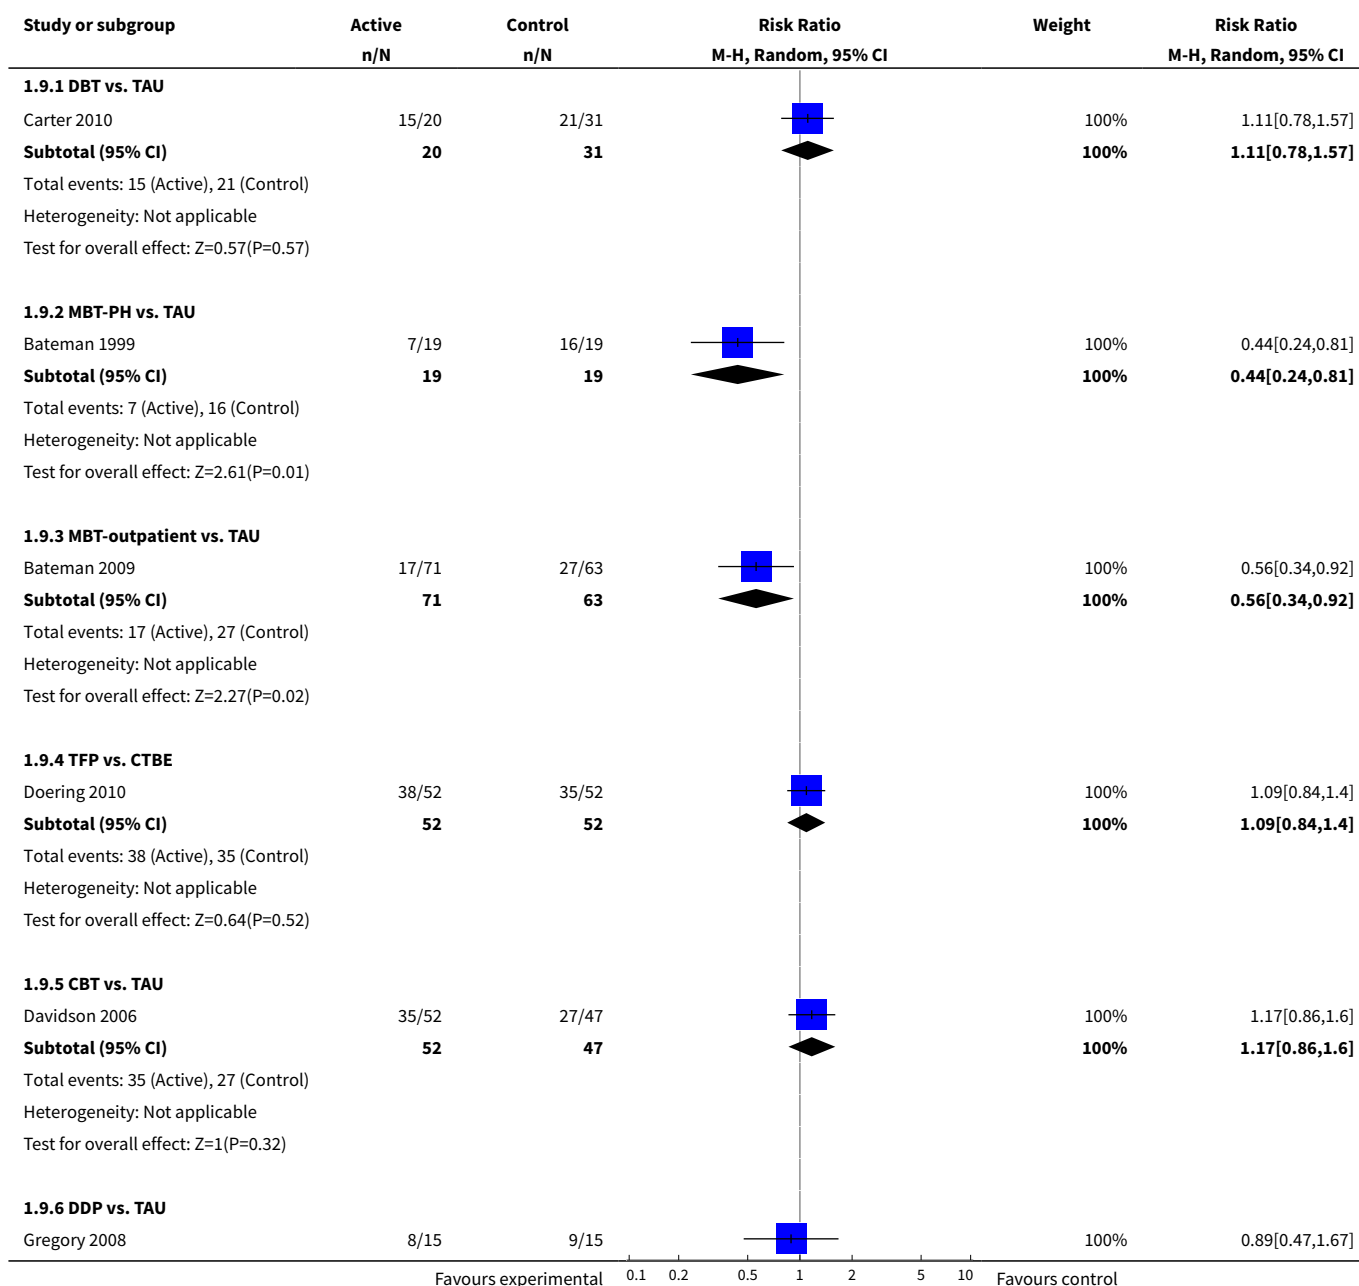 Study or subgroup Active Control Risk Ratio Weight Risk Ratio
n/N n/N M-H, Random, 95% CI M-H, Random, 95% CI
1.9.1 DBT vs. TAU
Carter 2010 15/20 21/31 100% 1.11[0.78,1.57]
Subtotal (95% CI) 20 31 100% 1.11[0.78,1.57]
Total events: 15 (Active), 21 (Control)
Heterogeneity: Not applicable
Test for overall effect: Z=0.57(P=0.57)
1.9.2 MBT-PH vs. TAU
Bateman 1999 7/19 16/19 100% 0.44[0.24,0.81]
Subtotal (95% CI) 19 19 100% 0.44[0.24,0.81]
Total events: 7 (Active), 16 (Control)
Heterogeneity: Not applicable
Test for overall effect: Z=2.61(P=0.01)
1.9.3 MBT-outpatient vs. TAU
Bateman 2009 17/71 27/63 100% 0.56[0.34,0.92]
Subtotal (95% CI) 71 63 100% 0.56[0.34,0.92]
Total events: 17 (Active), 27 (Control)
Heterogeneity: Not applicable
Test for overall effect: Z=2.27(P=0.02)
1.9.4 TFP vs. CTBE
Doering 2010 38/52 35/52 100% 1.09[0.84,1.4]
Subtotal (95% CI) 52 52 100% 1.09[0.84,1.4]
Total events: 38 (Active), 35 (Control)
Heterogeneity: Not applicable
Test for overall effect: Z=0.64(P=0.52)
1.9.5 CBT vs. TAU
Davidson 2006 35/52 27/47 100% 1.17[0.86,1.6]
Subtotal (95% CI) 52 47 100% 1.17[0.86,1.6]
Total events: 35 (Active), 27 (Control)
Heterogeneity: Not applicable
Test for overall effect: Z=1(P=0.32)
1.9.6 DDP vs. TAU
Gregory 2008 8/15 9/15 100% 0.89[0.47,1.67]
Favours experimental 0.1 0.2 0.5 1 2 5 10 Favours control